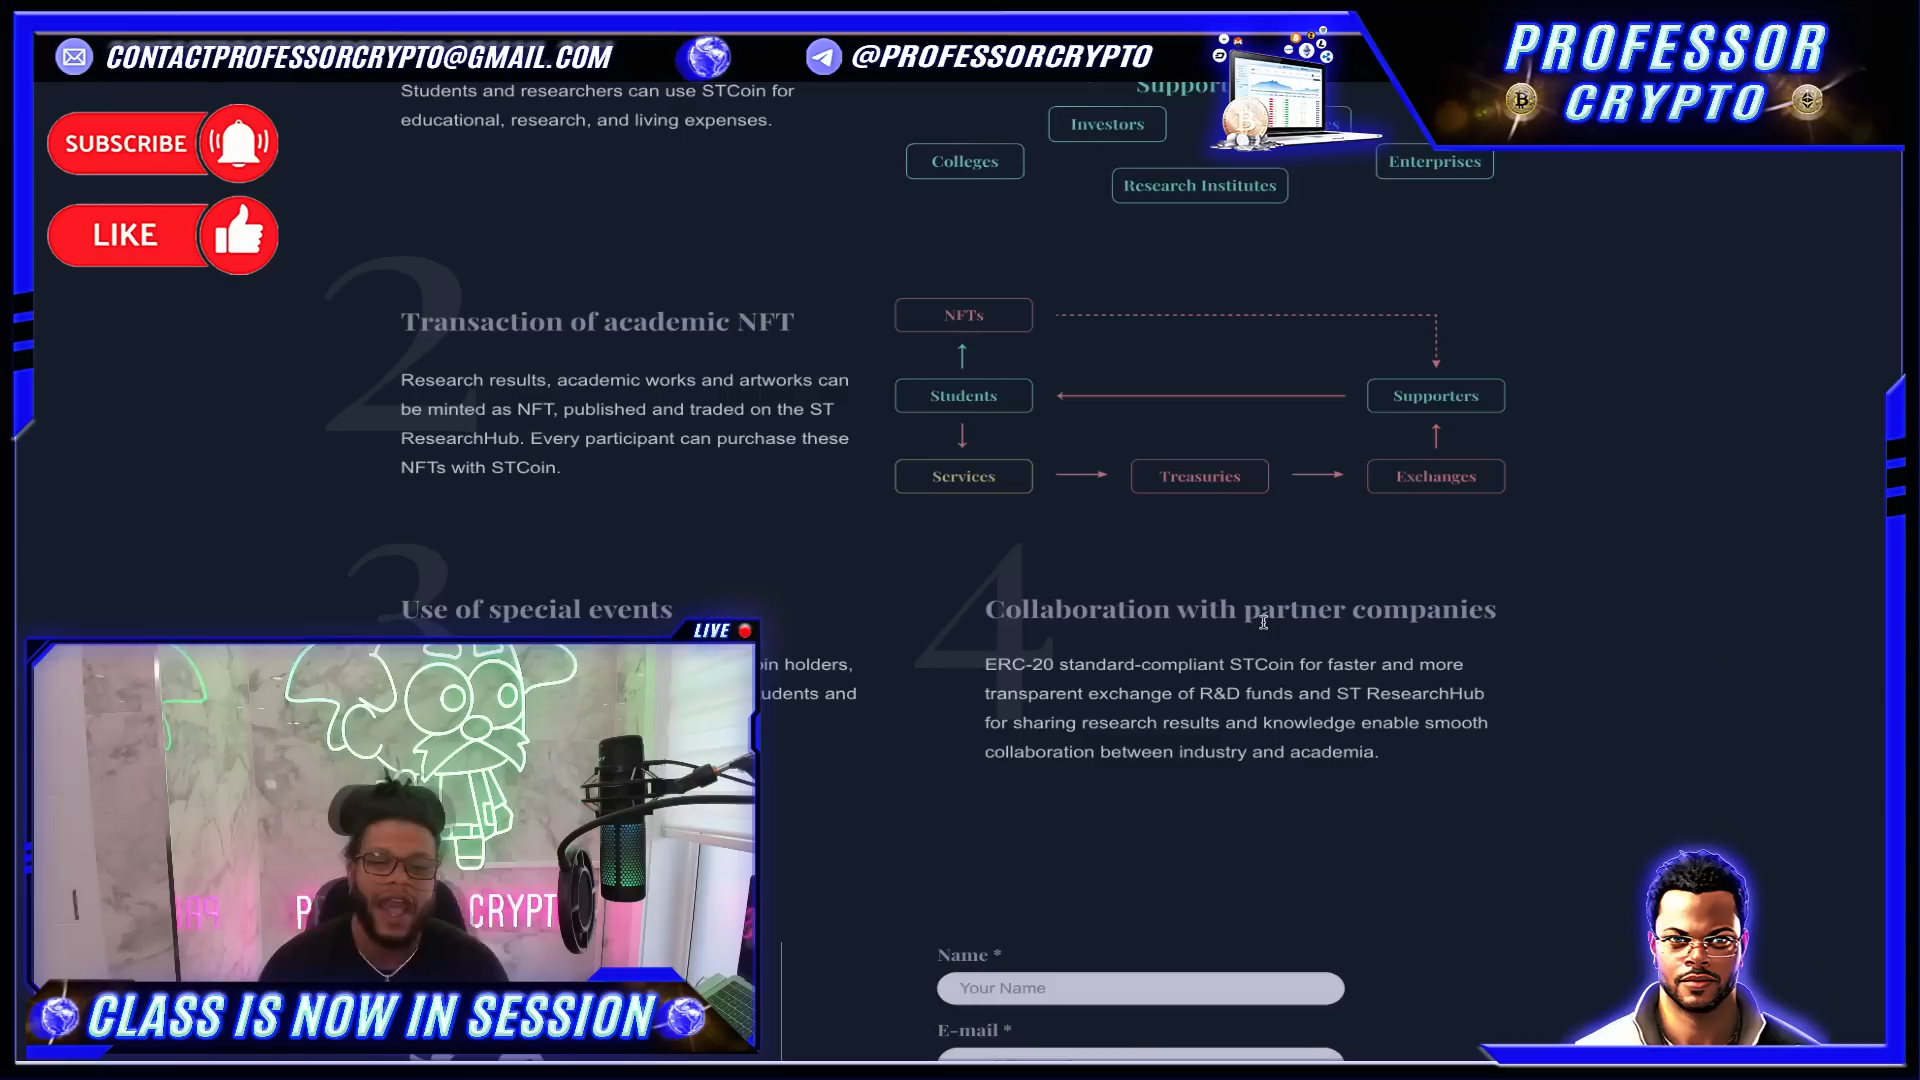 CONTACTPROFESSORCRYPTO@GMAIL.COM
@PROFESSORCRYPTO
PROFESSOR
CRYPTO
SUBSCRIBE
LIKE
Students and researchers can use STCoin for
educational, research, and living expenses.
Investors
Colleges
Enterprises
Research Institutes
Transaction of academic NFT
2
Research results, academic works and artworks can
be minted as NFT, published and traded on the ST
ResearchHub. Every participant can purchase these
NFTs with STCoin.
NFTs
Students
Supporters
Services
Treasuries
Exchanges
3
Use of special events
in holders,
udents and
4
Collaboration with partner companies
ERC-20 standard-compliant STCoin for faster and more
transparent exchange of R&D funds and ST ResearchHub
for sharing research results and knowledge enable smooth
collaboration between industry and academia.
LIVE
CRYPT
CLASS IS NOW IN SESSION
Name *
Your Name
E-mail *